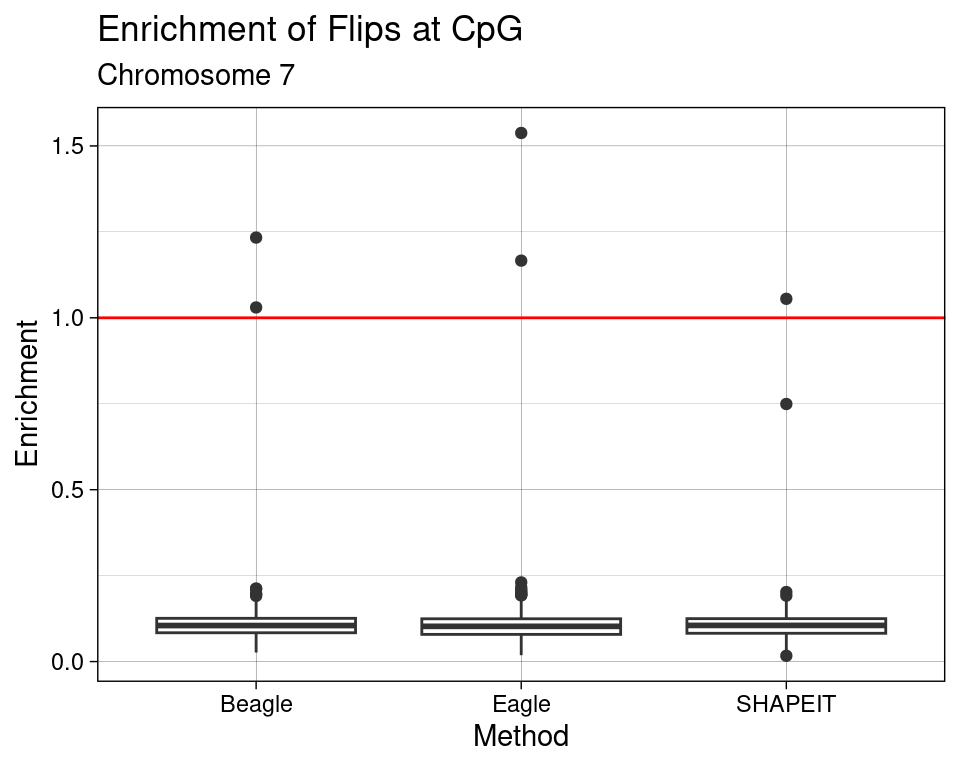 Enrichment of Flips at CpG
Chromosome 7
1.5
1.0
0.5
0.0
Enrichment
Beagle Eagle SHAPEIT
Method